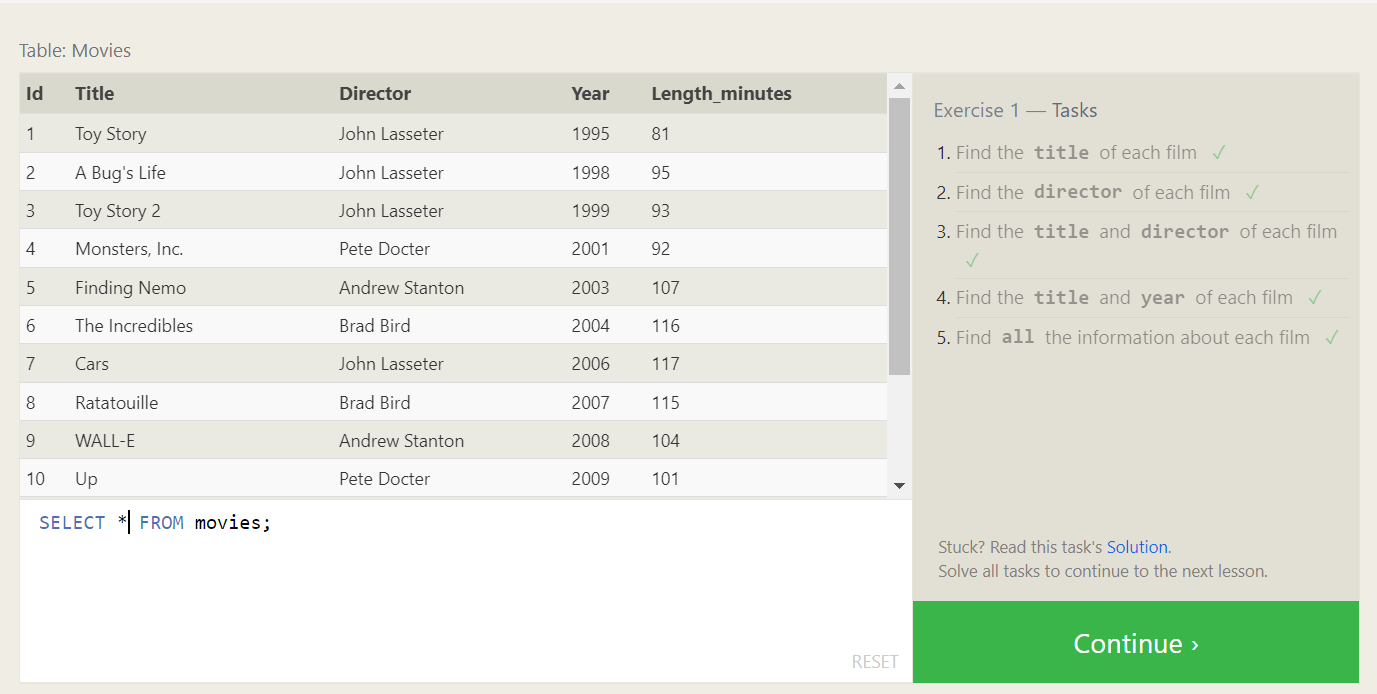 Table: Movies
Id Title Director Year Length_minutes
1 Toy Story John Lasseter 1995 81
2 A Bug's Life John Lasseter 1998 95
3 Toy Story 2 John Lasseter 1999 93
4 Monsters, Inc. Pete Docter 2001 92
5 Finding Nemo Andrew Stanton 2003 107
6 The Incredibles Brad Bird 2004 116
7 Cars John Lasseter 2006 117
8 Ratatouille Brad Bird 2007 115
9 WALL-E Andrew Stanton 2008 104
10 Up Pete Docter 2009 101
SELECT * FROM movies;
RESET
Exercise 1 — Tasks
1. Find the title of each film ✓
2. Find the director of each film ✓
3. Find the title and director of each film
✓
4. Find the title and year of each film ✓
5. Find all the information about each film ✓
Stuck? Read this task's Solution.
Solve all tasks to continue to the next lesson.
Continue ›